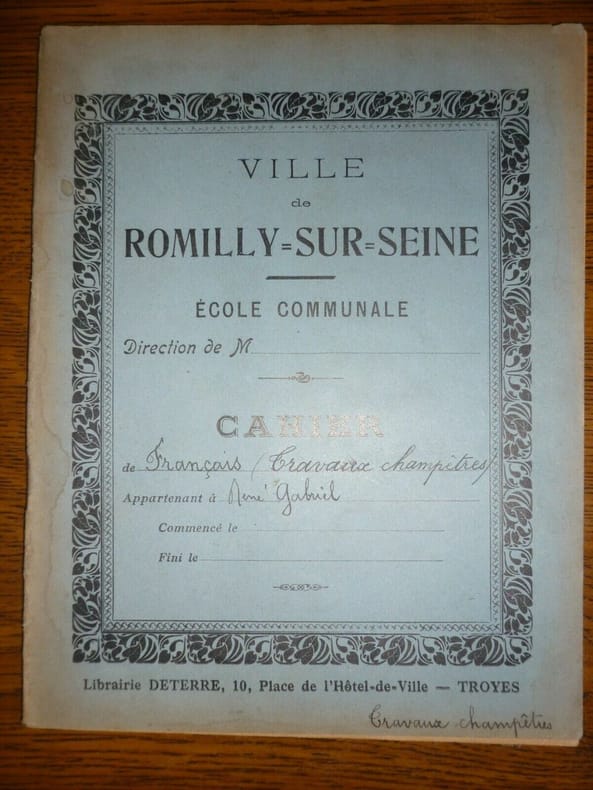 VILLE
de
ROMILLY=SUR=SEINE
ÉCOLE COMMUNALE
Direction de M
CAHIER
de Français (Travaux champêtres)
Appartenant à René Gabriel
Commencé le
Fini le
Librairie DETERRE, 10, Place de l'Hôtel-de-Ville — TROYES
Travaux champêtres